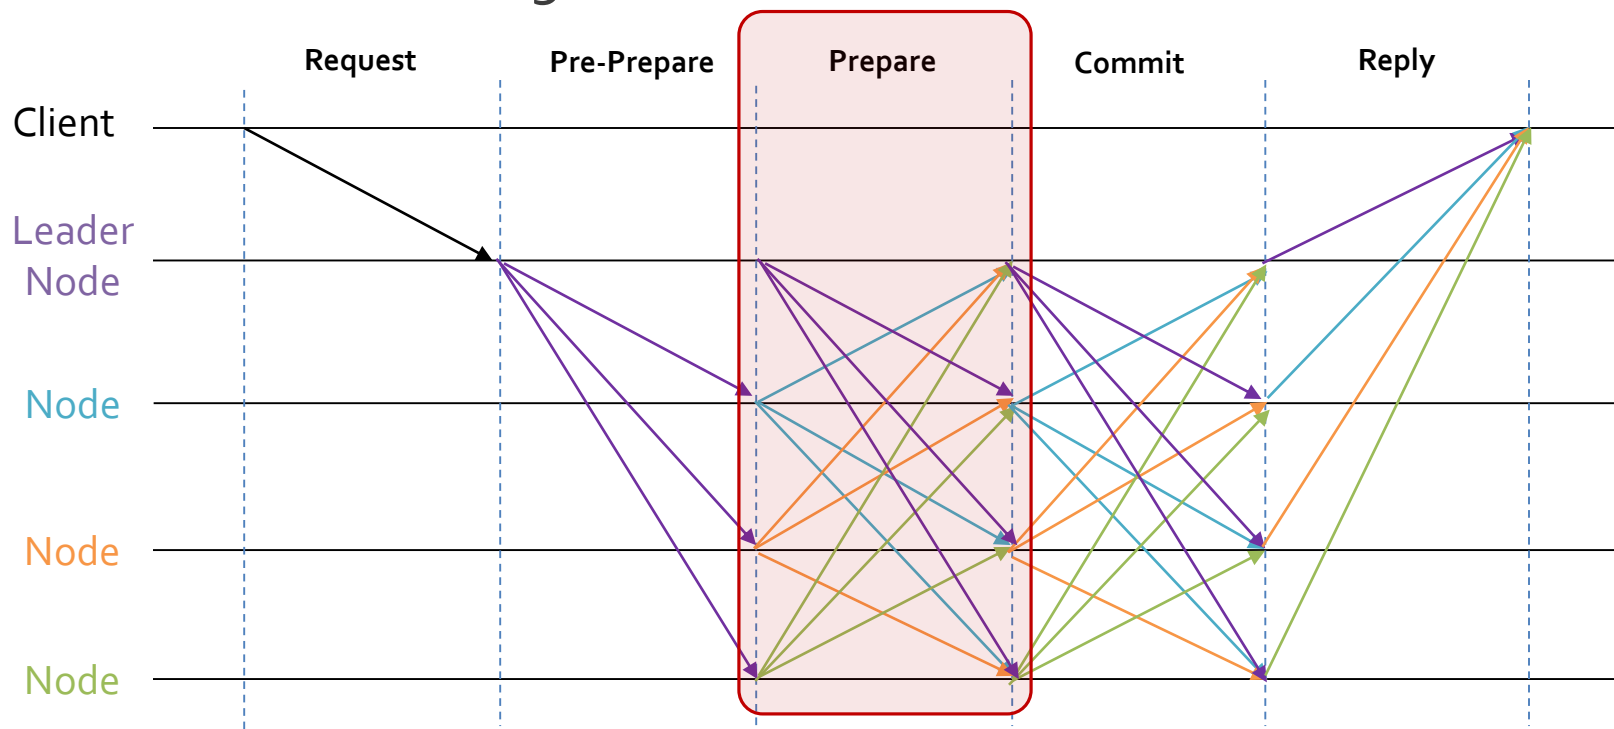 Request
Pre-Prepare
Prepare
Commit
Reply
Client
Leader
Node
Node
Node
Node